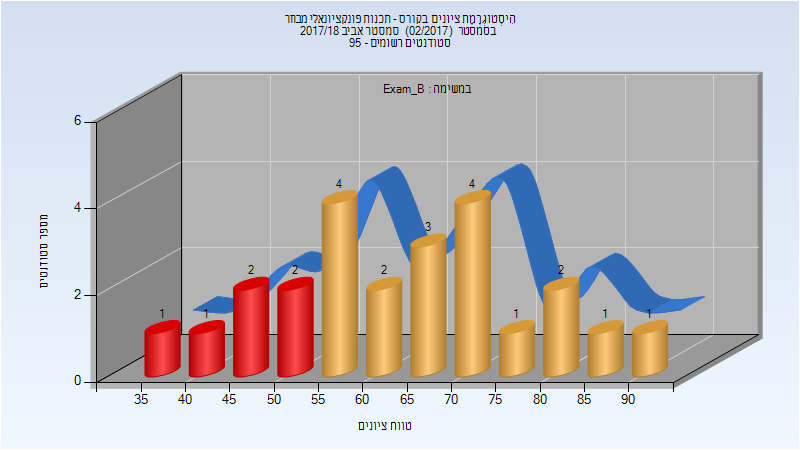 היסטוגרמת ציונים בקורס - תכנות פונקציונאלי מבוזר
בסמסטר (02/2017) סמסטר אביב 2017/18
סטודנטים רשומים - 95
במשימה : Exam_B
מספר סטודנטים
6
4
2
0
1
1
2
2
4
2
3
4
1
2
1
1
35 40 45 50 55 60 65 70 75 80 85 90
טווח ציונים